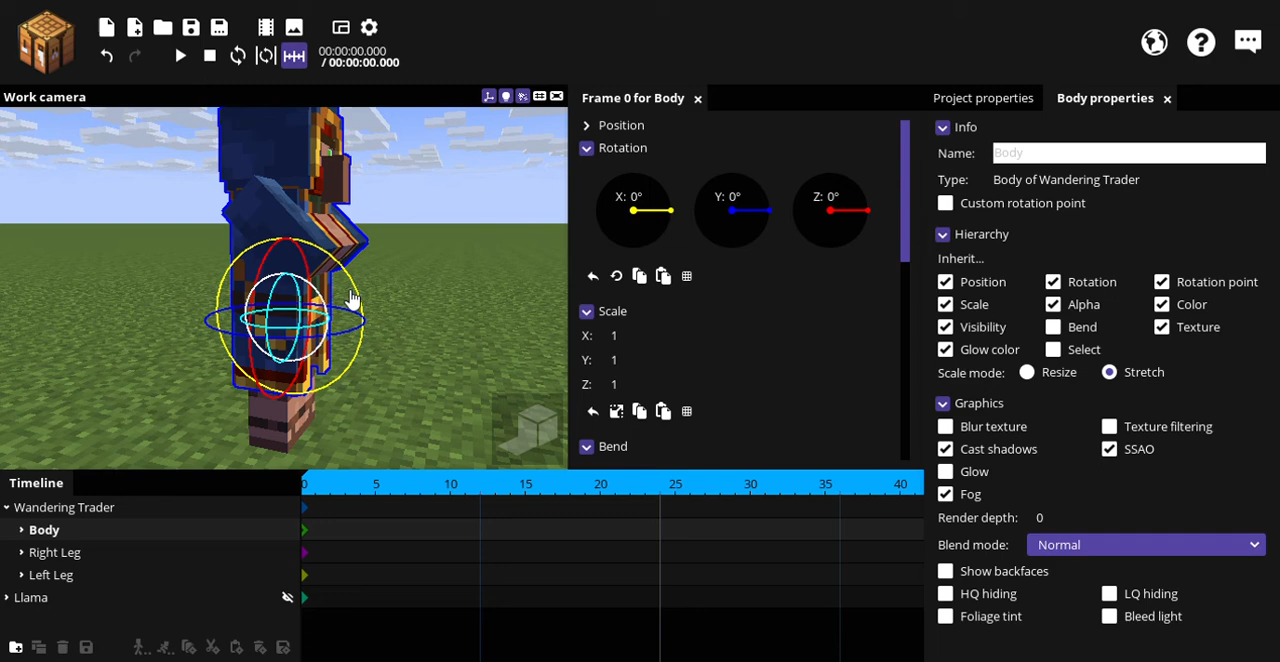 00:00:00.000
/ 00:00:00.000
Work camera
Frame 0 for Body
Position
Rotation
X: 0° Y: 0° Z: 0°
Scale
X: 1
Y: 1
Z: 1
Bend
Project properties Body properties
Info
Name: Body
Type: Body of Wandering Trader
Custom rotation point
Hierarchy
Inherit...
Position Rotation Rotation point
Scale Alpha Color
Visibility Bend Texture
Glow color Select
Scale mode: Resize Stretch
Graphics
Blur texture Texture filtering
Cast shadows SSAO
Glow
Fog
Render depth: 0
Blend mode: Normal
Show backfaces
HQ hiding LQ hiding
Foliage tint Bleed light
Timeline
0 5 10 15 20 25 30 35 40
Wandering Trader
Body
Right Leg
Left Leg
Llama